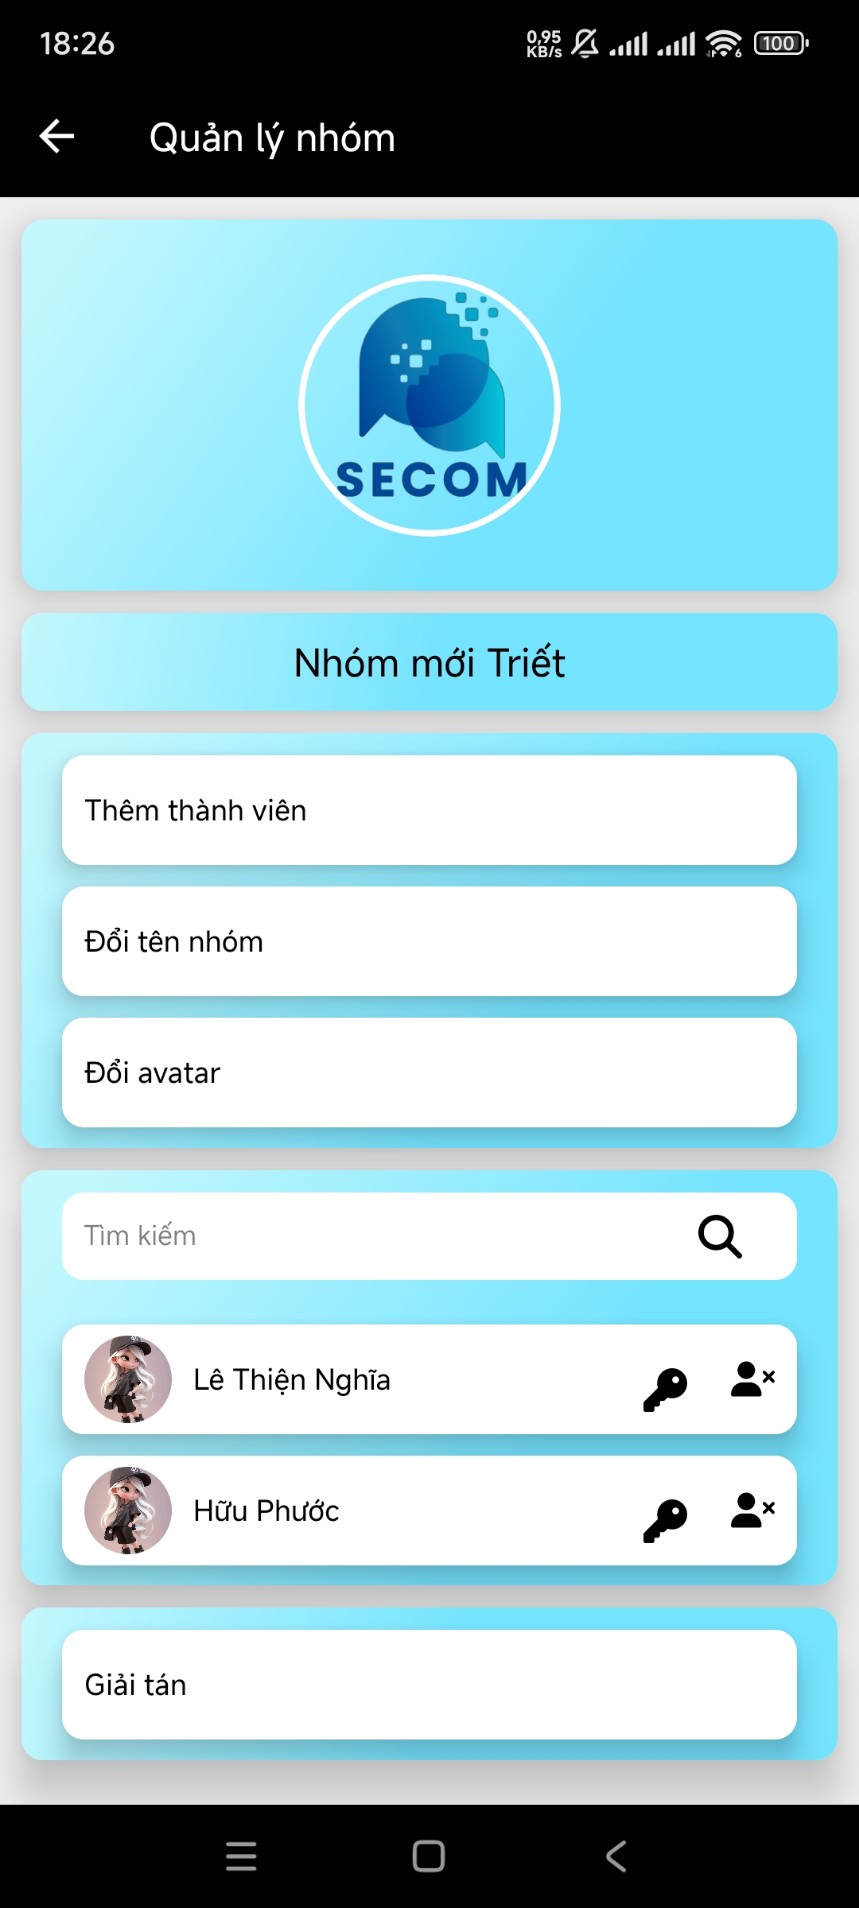 18:26
0,95
KB/s
6
100
Quản lý nhóm
SECOM
Nhóm mới Triết
Thêm thành viên
Đổi tên nhóm
Đổi avatar
Tìm kiếm
Lê Thiện Nghĩa
Hữu Phước
Giải tán